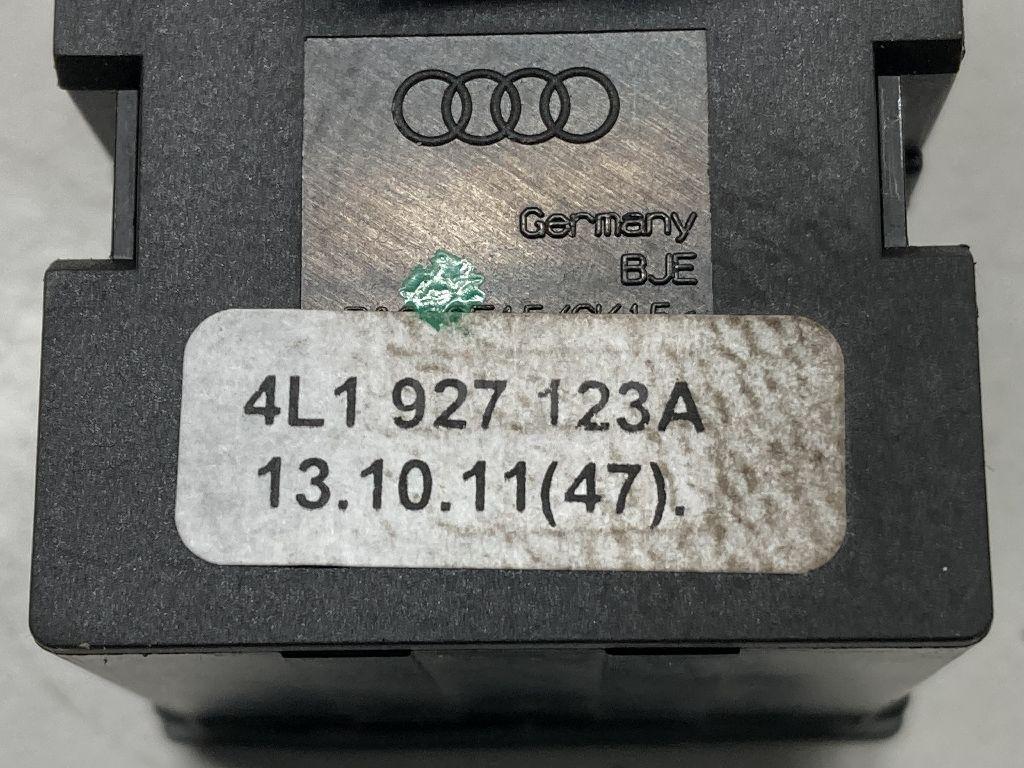 Germany
BJE
4L1 927 123A
13.10.11(47).